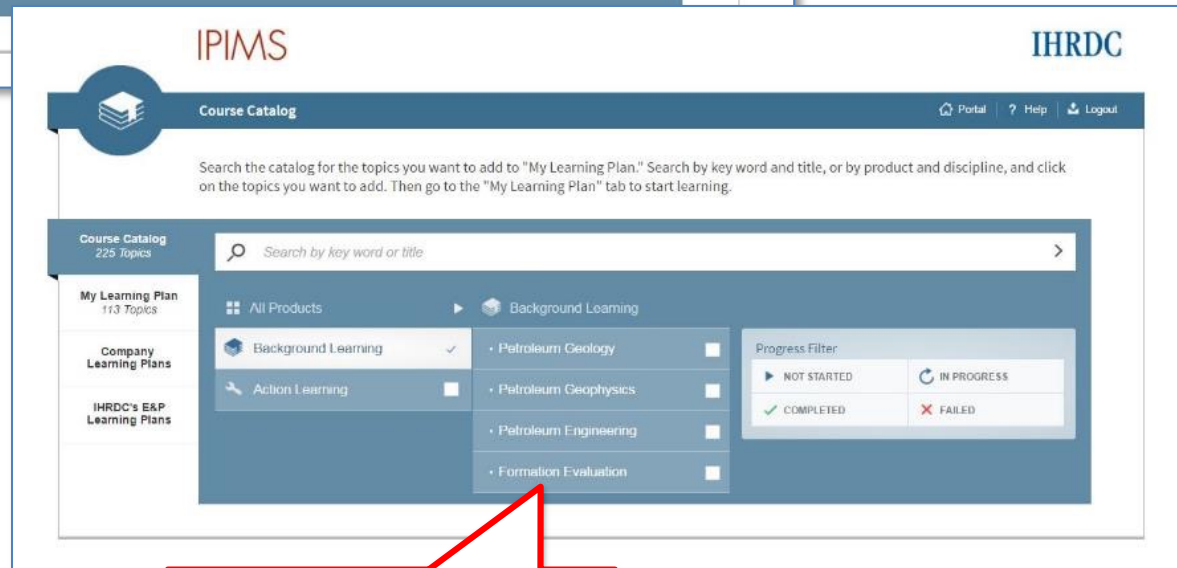 IPIMS
IHRDC
Course Catalog
Portal
? Help
Logout
Search the catalog for the topics you want to add to "My Learning Plan." Search by key word and title, or by product and discipline, and click
on the topics you want to add. Then go to the "My Learning Plan" tab to start learning.
Course Catalog
225 Topics
Search by key word or title
My Learning Plan
113 Topics
Company
Learning Plans
IHRDC's E&P
Learning Plans
All Products
Background Learning
Action Learning
Background Learning
• Petroleum Geology
• Petroleum Geophysics
• Petroleum Engineering
• Formation Evaluation
Progress Filter
NOT STARTED
IN PROGRESS
COMPLETED
FAILED